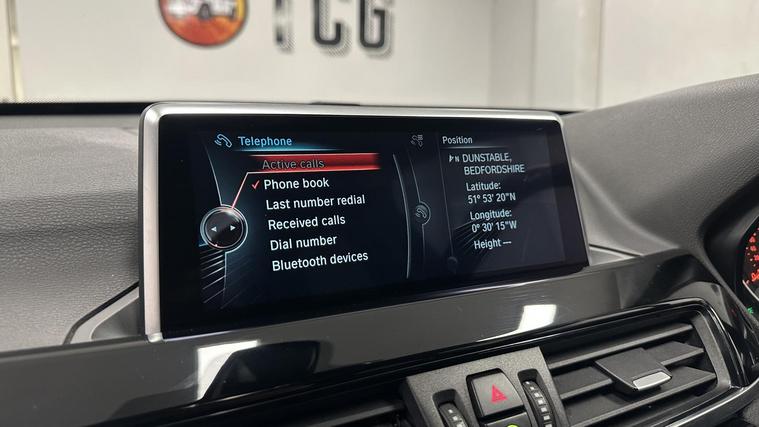 TCG
Telephone
Active calls
Phone book
Last number redial
Received calls
Dial number
Bluetooth devices
Position
N DUNSTABLE,
BEDFORDSHIRE
Latitude:
51° 53' 20"N
Longitude:
0° 30' 15"W
Height ---